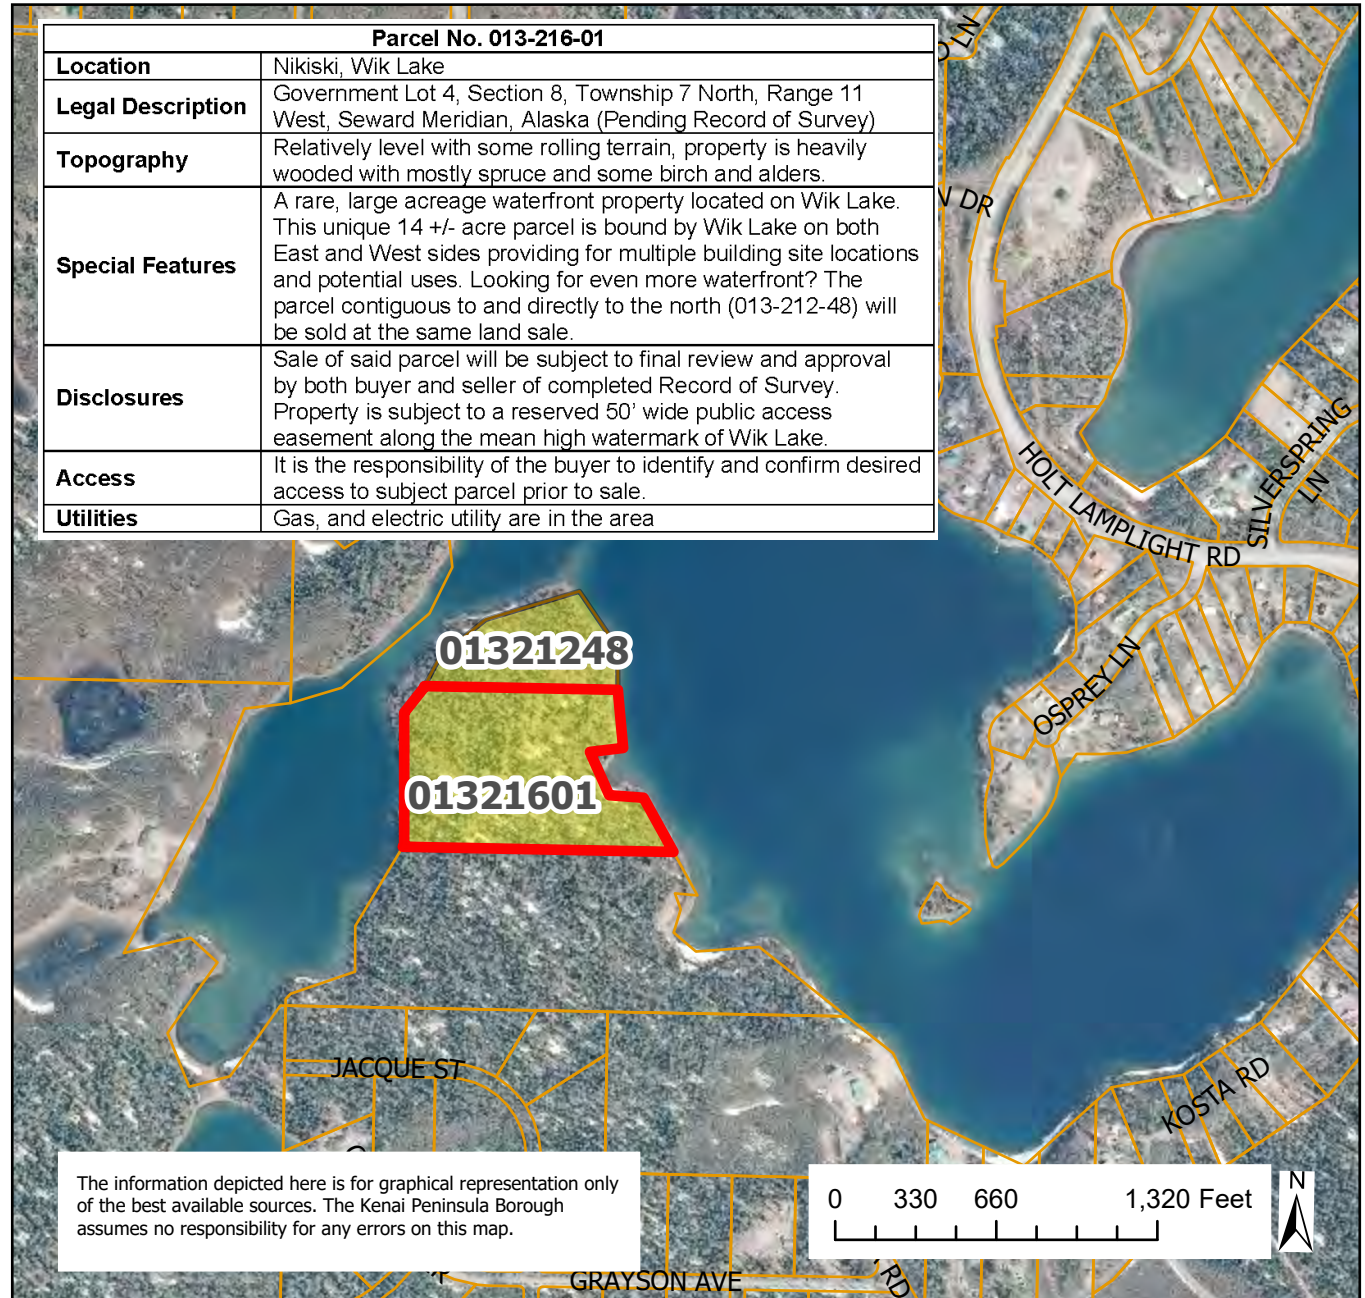 Parcel No. 013-216-01
Location
Nikiski, Wik Lake
Legal Description
Government Lot 4, Section 8, Township 7 North, Range 11
West, Seward Meridian, Alaska (Pending Record of Survey)
Topography
Relatively level with some rolling terrain, property is heavily
wooded with mostly spruce and some birch and alders.
Special Features
A rare, large acreage waterfront property located on Wik Lake.
This unique 14 +/- acre parcel is bound by Wik Lake on both
East and West sides providing for multiple building site locations
and potential uses. Looking for even more waterfront? The
parcel contiguous to and directly to the north (013-212-48) will
be sold at the same land sale.
Disclosures
Sale of said parcel will be subject to final review and approval
by both buyer and seller of completed Record of Survey.
Property is subject to a reserved 50' wide public access
easement along the mean high watermark of Wik Lake.
Access
It is the responsibility of the buyer to identify and confirm desired
access to subject parcel prior to sale.
Utilities
Gas, and electric utility are in the area
LN
N DR
HOLT LAMPLIGHT RD
SILVERSPRING
LN
OSPREY LN
01321248
01321601
JACQUE ST
KOSTA RD
GRAYSON AVE
RD
The information depicted here is for graphical representation only
of the best available sources. The Kenai Peninsula Borough
assumes no responsibility for any errors on this map.
0 330 660 1,320 Feet
N